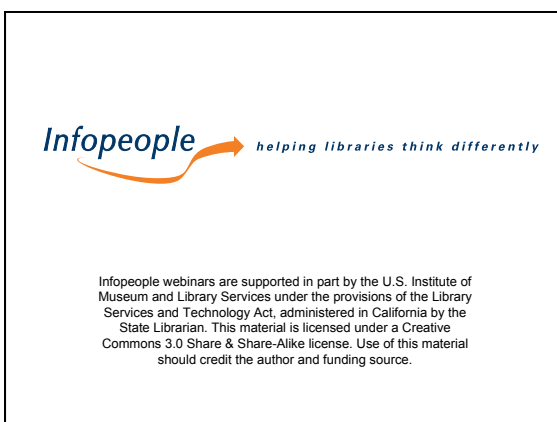 Infopeople helping libraries think differently
Infopeople webinars are supported in part by the U.S. Institute of
Museum and Library Services under the provisions of the Library
Services and Technology Act, administered in California by the
State Librarian. This material is licensed under a Creative
Commons 3.0 Share & Share-Alike license. Use of this material
should credit the author and funding source.